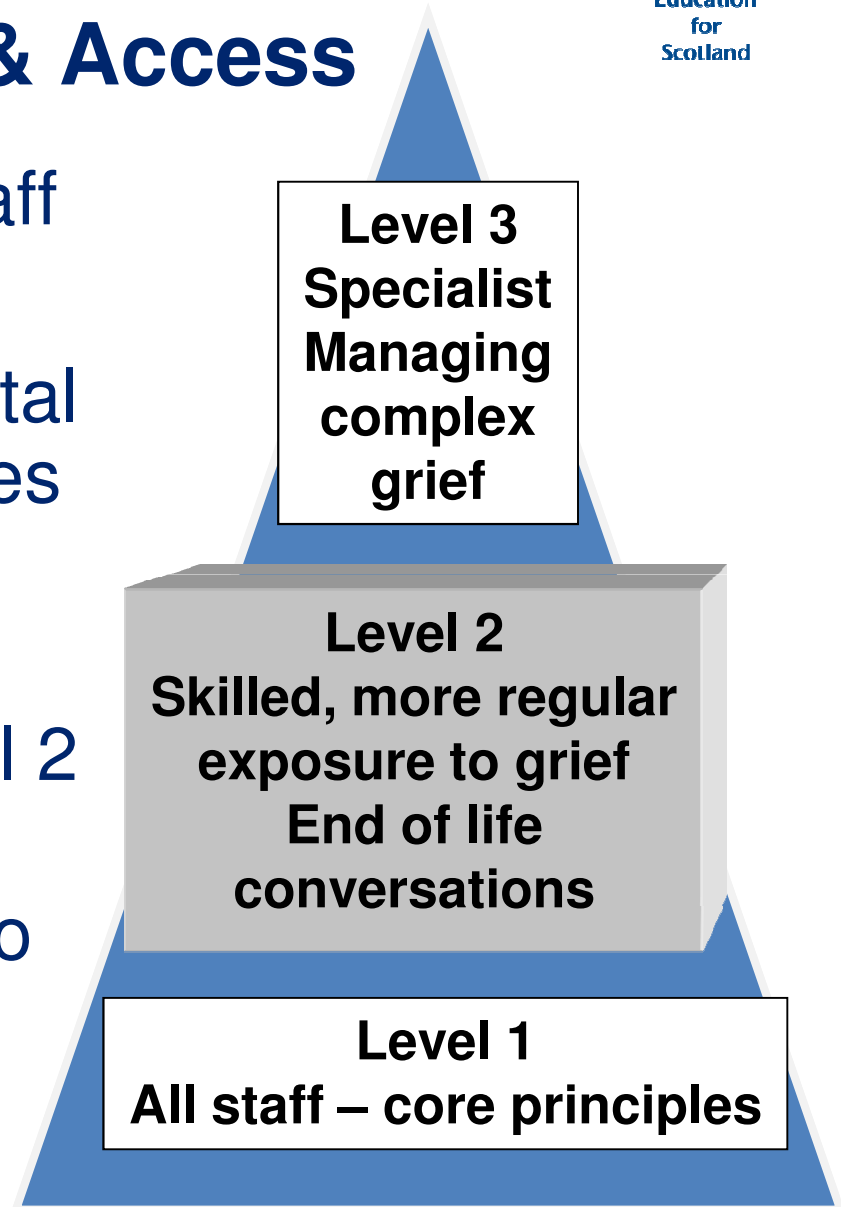 Education
for
Scotland
& Access
aff
tal
es
l 2
o
Level 3
Specialist
Managing
complex
grief
Level 2
Skilled, more regular
exposure to grief
End of life
conversations
Level 1
All staff – core principles